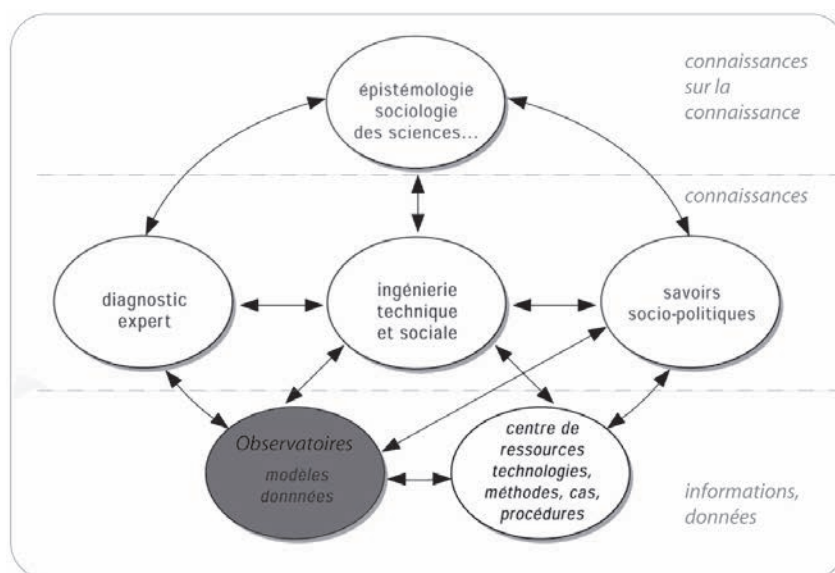 connaissances
sur la
connaissance
épistémologie
sociologie
des sciences...
connaissances
diagnostic
expert
ingénierie
technique
et sociale
savoirs
socio-politiques
Observatoires
modèles
donnnées
centre de
ressources
technologies,
méthodes, cas,
procédures
informations,
données